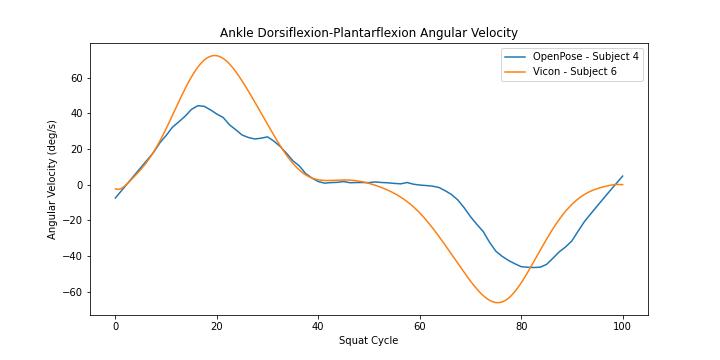 Ankle Dorsiflexion-Plantarflexion Angular Velocity
OpenPose - Subject 4
Vicon - Subject 6
Angular Velocity (deg/s)
60
40
20
0
−20
−40
−60
0
20
40
60
80
100
Squat Cycle